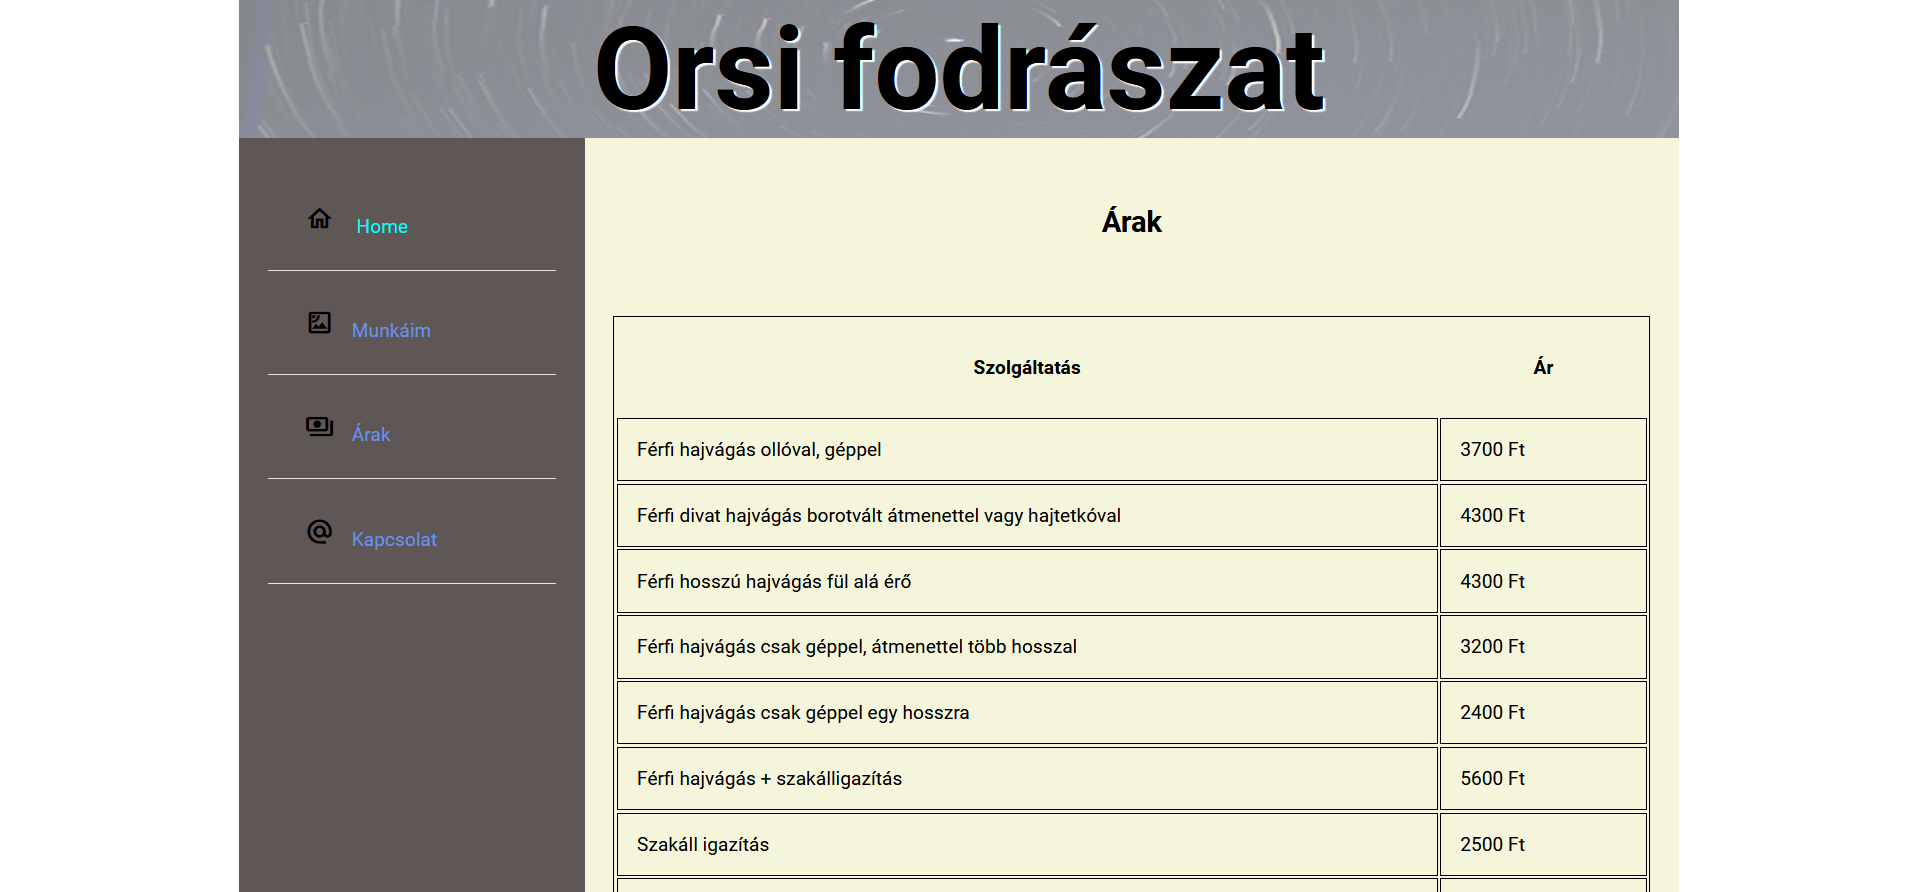 Orsi fodrászat
Home
Munkáim
Árak
Kapcsolat
Árak
Szolgáltatás Ár
Férfi hajvágás ollóval, géppel 3700 Ft
Férfi divat hajvágás borotvált átmenettel vagy hajtetkóval 4300 Ft
Férfi hosszú hajvágás fül alá érő 4300 Ft
Férfi hajvágás csak géppel, átmenettel több hosszal 3200 Ft
Férfi hajvágás csak géppel egy hosszra 2400 Ft
Férfi hajvágás + szakálligazítás 5600 Ft
Szakáll igazítás 2500 Ft